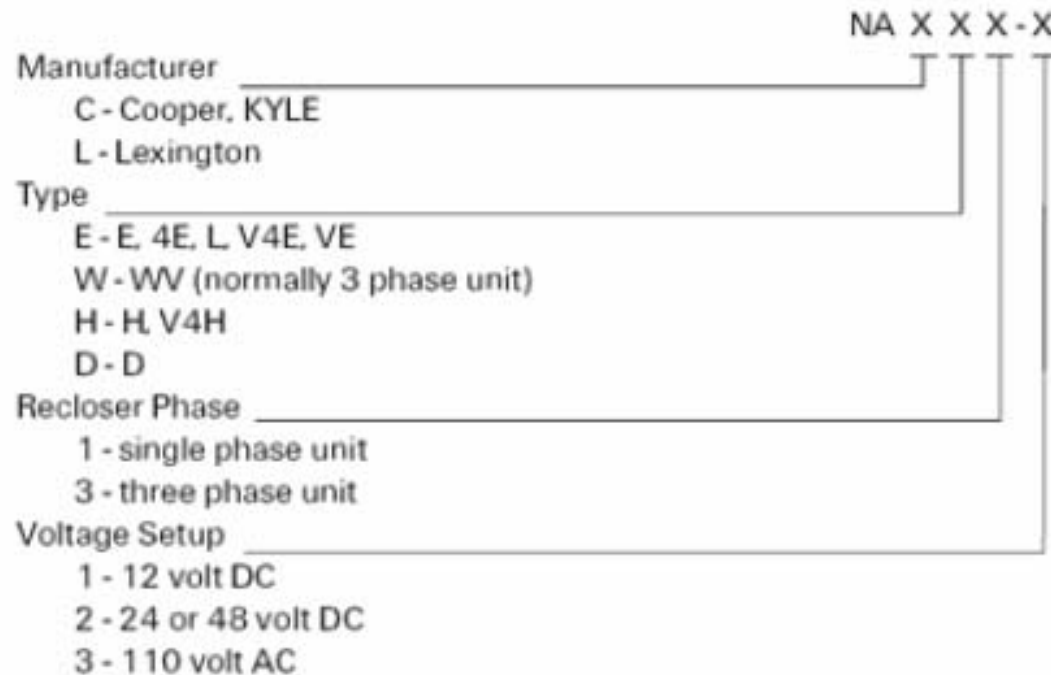 NA X X X - X
Manufacturer
C - Cooper, KYLE
L - Lexington
Type
E - E, 4E, L, V4E, VE
W - WV (normally 3 phase unit)
H - H, V4H
D - D
Recloser Phase
1 - single phase unit
3 - three phase unit
Voltage Setup
1 - 12 volt DC
2 - 24 or 48 volt DC
3 - 110 volt AC